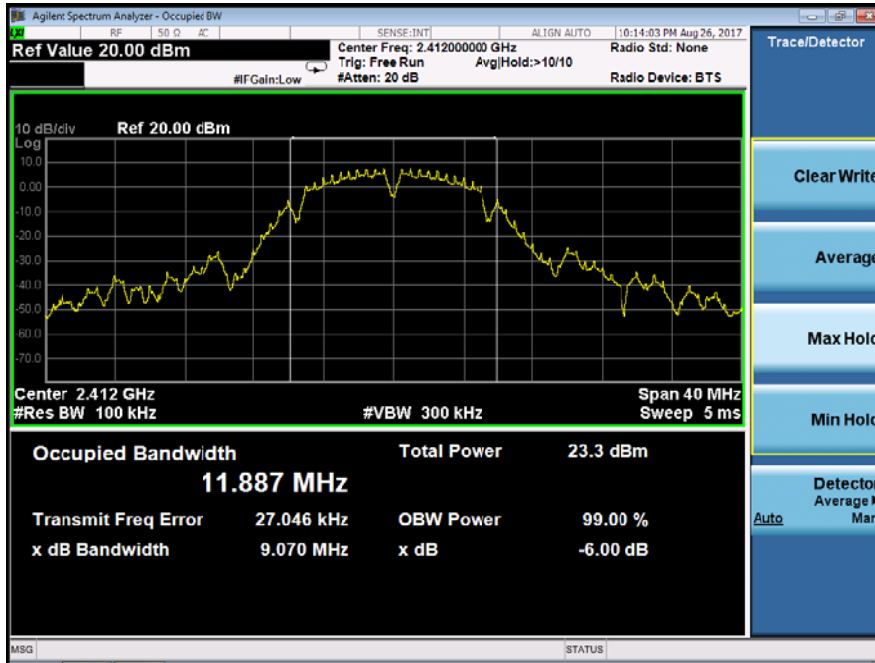 Agilent Spectrum Analyzer - Occupied BW
LXI RF 50 Ω AC SENSE:INT ALIGN AUTO 10:14:03 PM Aug 26, 2017
Ref Value 20.00 dBm
Center Freq: 2.412000000 GHz
Radio Std: None
Trig: Free Run Avg|Hold:>10/10
#IFGain:Low #Atten: 20 dB
Radio Device: BTS
Trace/Detector
10 dB/div Ref 20.00 dBm
Log
10.0
0.00
-10.0
-20.0
-30.0
-40.0
-50.0
-60.0
-70.0
Center 2.412 GHz Span 40 MHz
#Res BW 100 kHz #VBW 300 kHz Sweep 5 ms
Occupied Bandwidth Total Power 23.3 dBm
11.887 MHz
Transmit Freq Error 27.046 kHz OBW Power 99.00 %
x dB Bandwidth 9.070 MHz x dB -6.00 dB
Clear Write
Average
Max Hold
Min Hold
Detector
Average
Auto Man
MSG STATUS